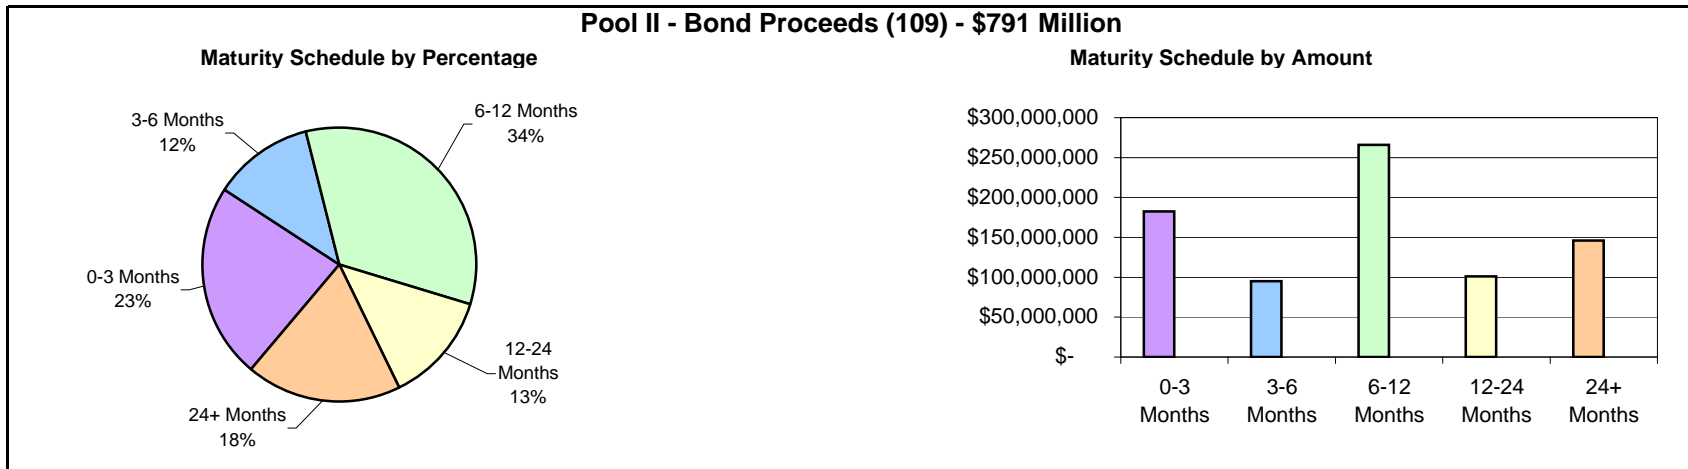 Pool II - Bond Proceeds (109) - $791 Million
Maturity Schedule by Percentage
3-6 Months
12%
6-12 Months
34%
0-3 Months
23%
12-24
Months
13%
24+ Months
18%
Maturity Schedule by Amount
$300,000,000
$250,000,000
$200,000,000
$150,000,000
$100,000,000
$50,000,000
$-
0-3 3-6 6-12 12-24 24+
Months Months Months Months Months